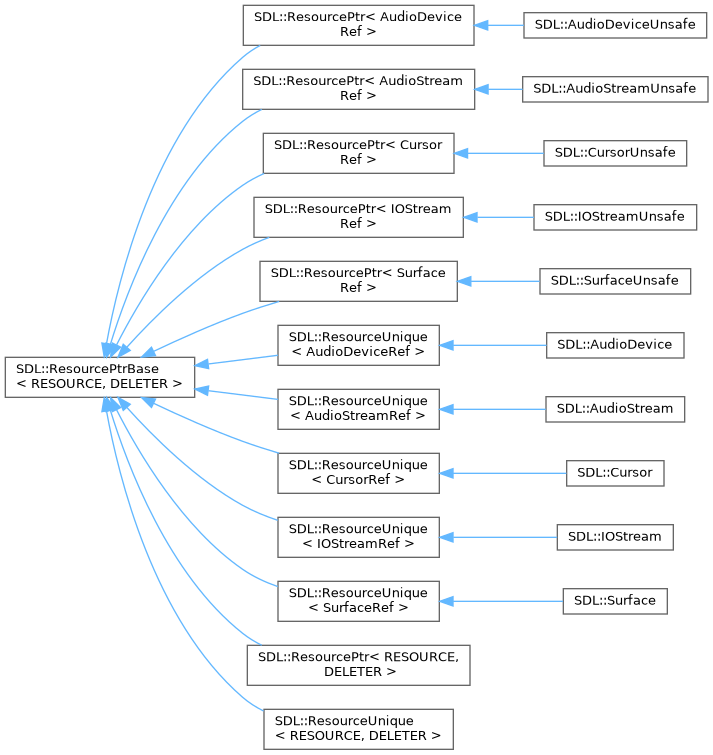 SDL::ResourcePtr< AudioDevice
Ref >
SDL::AudioDeviceUnsafe
SDL::ResourcePtr< AudioStream
Ref >
SDL::AudioStreamUnsafe
SDL::ResourcePtr< Cursor
Ref >
SDL::CursorUnsafe
SDL::ResourcePtr< IOStream
Ref >
SDL::IOStreamUnsafe
SDL::ResourcePtr< Surface
Ref >
SDL::SurfaceUnsafe
SDL::ResourceUnique
< AudioDeviceRef >
SDL::AudioDevice
SDL::ResourcePtrBase
< RESOURCE, DELETER >
SDL::ResourceUnique
< AudioStreamRef >
SDL::AudioStream
SDL::ResourceUnique
< CursorRef >
SDL::Cursor
SDL::ResourceUnique
< IOStreamRef >
SDL::IOStream
SDL::ResourceUnique
< SurfaceRef >
SDL::Surface
SDL::ResourcePtr< RESOURCE,
DELETER >
SDL::ResourceUnique
< RESOURCE, DELETER >